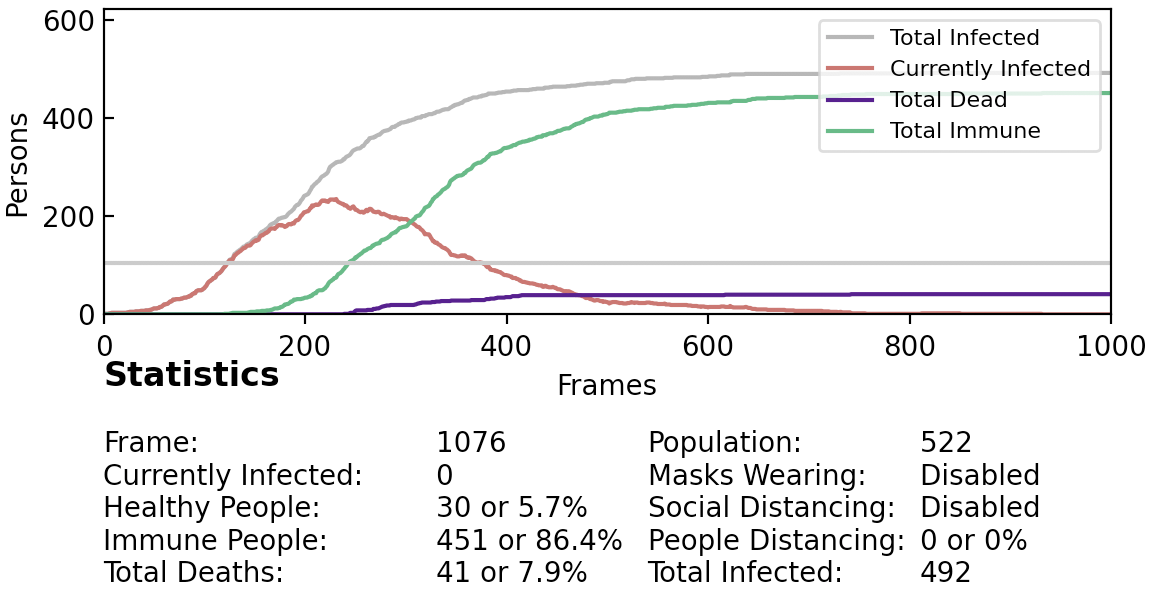 600
400
200
0
Persons
Total Infected
Currently Infected
Total Dead
Total Immune
0 200 400 600 800 1000
Frames
Statistics
Frame: 1076 Population: 522
Currently Infected: 0 Masks Wearing: Disabled
Healthy People: 30 or 5.7% Social Distancing: Disabled
Immune People: 451 or 86.4% People Distancing: 0 or 0%
Total Deaths: 41 or 7.9% Total Infected: 492